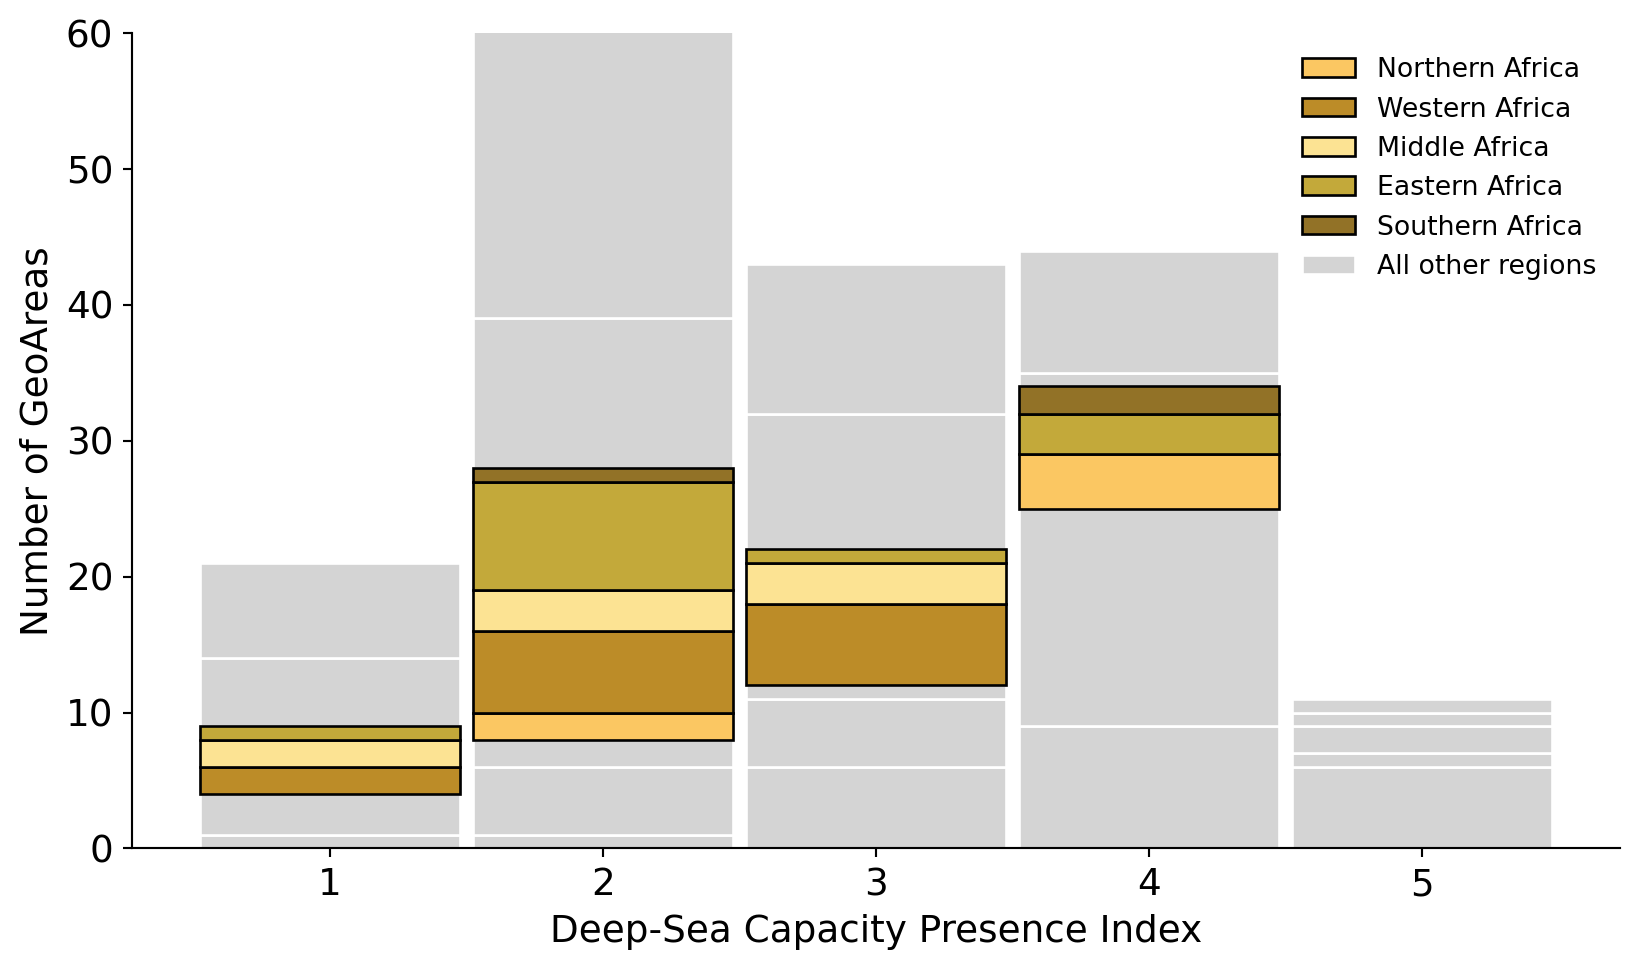 60
50
40
30
20
10
0
Number of GeoAreas
Northern Africa
Western Africa
Middle Africa
Eastern Africa
Southern Africa
All other regions
1 2 3 4 5
Deep-Sea Capacity Presence Index